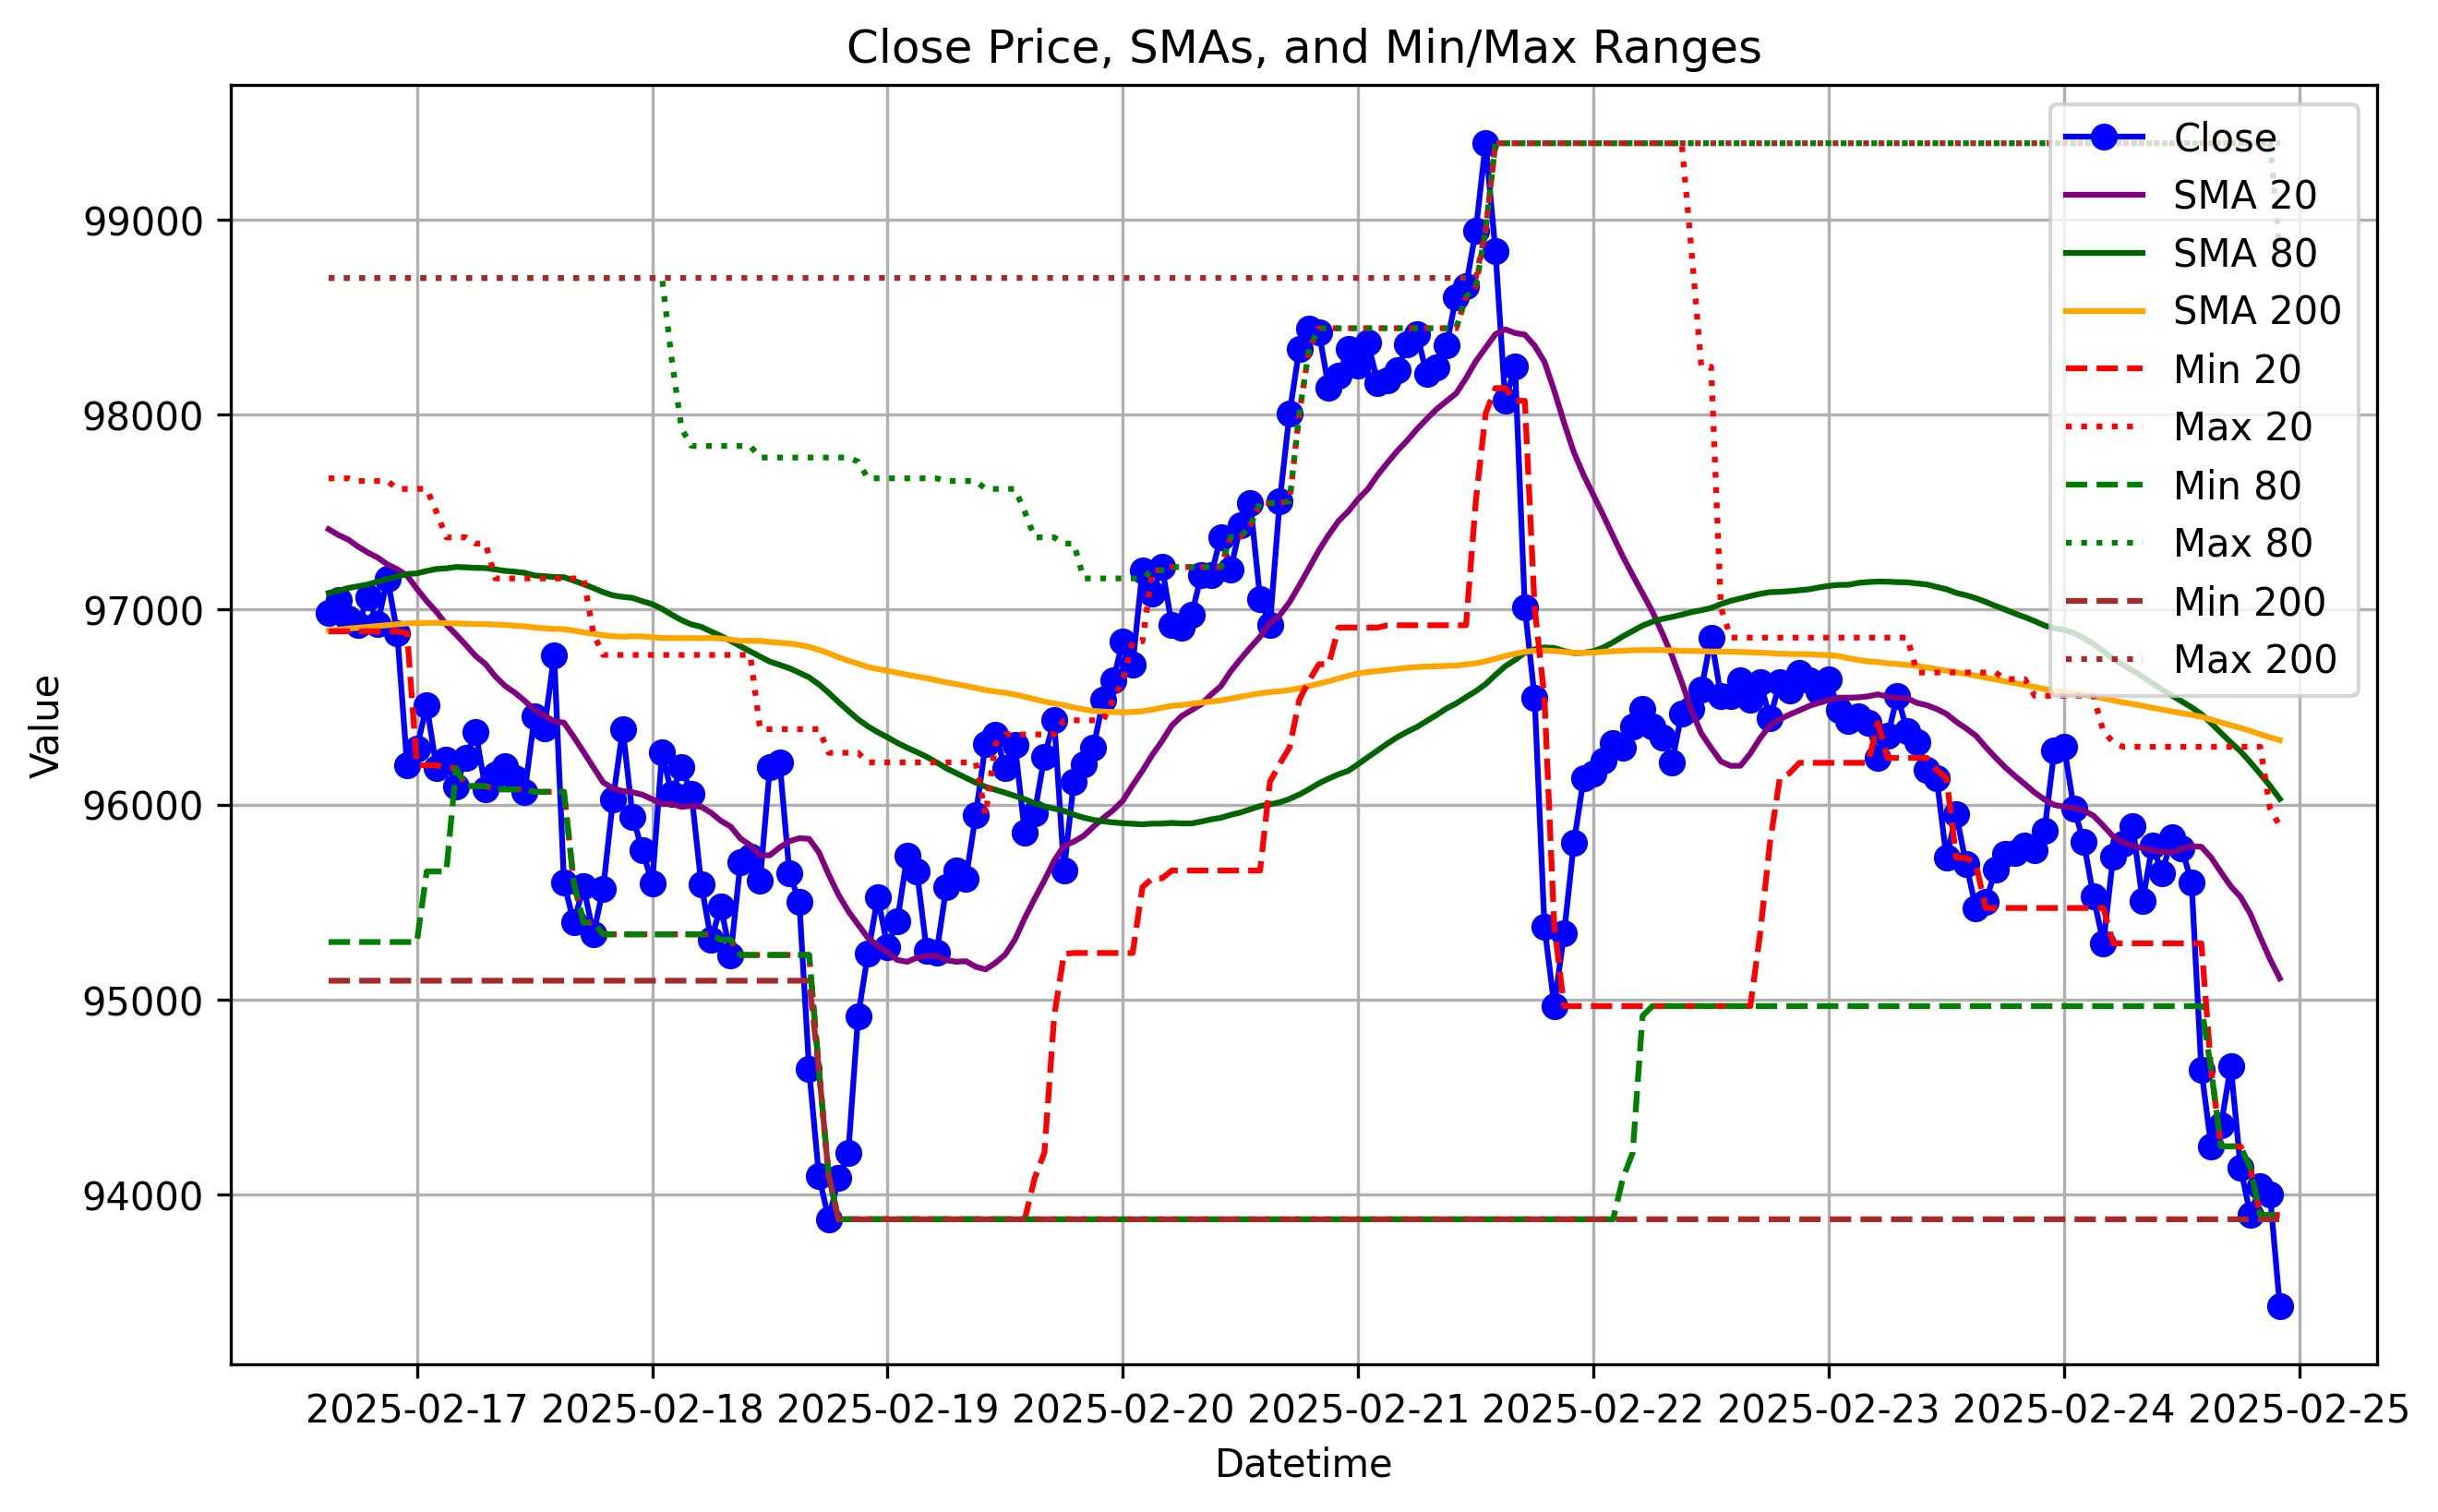 Close Price, SMAs, and Min/Max Ranges
Close
SMA 20
SMA 80
SMA 200
Min 20
Max 20
Min 80
Max 80
Min 200
Max 200
99000
98000
97000
96000
95000
94000
Value
2025-02-17 2025-02-18 2025-02-19 2025-02-20 2025-02-21 2025-02-22 2025-02-23 2025-02-24 2025-02-25
Datetime